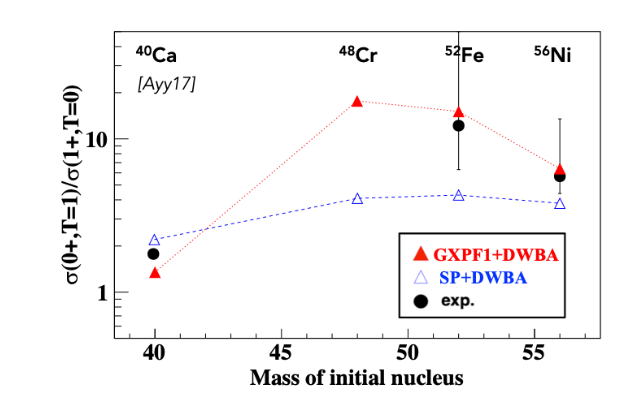 40Ca 48Cr 52Fe 56Ni
[Ayy17]
σ(0+,T=1)/σ(1+,T=0)
10
1
GXPF1+DWBA
SP+DWBA
exp.
40 45 50 55
Mass of initial nucleus